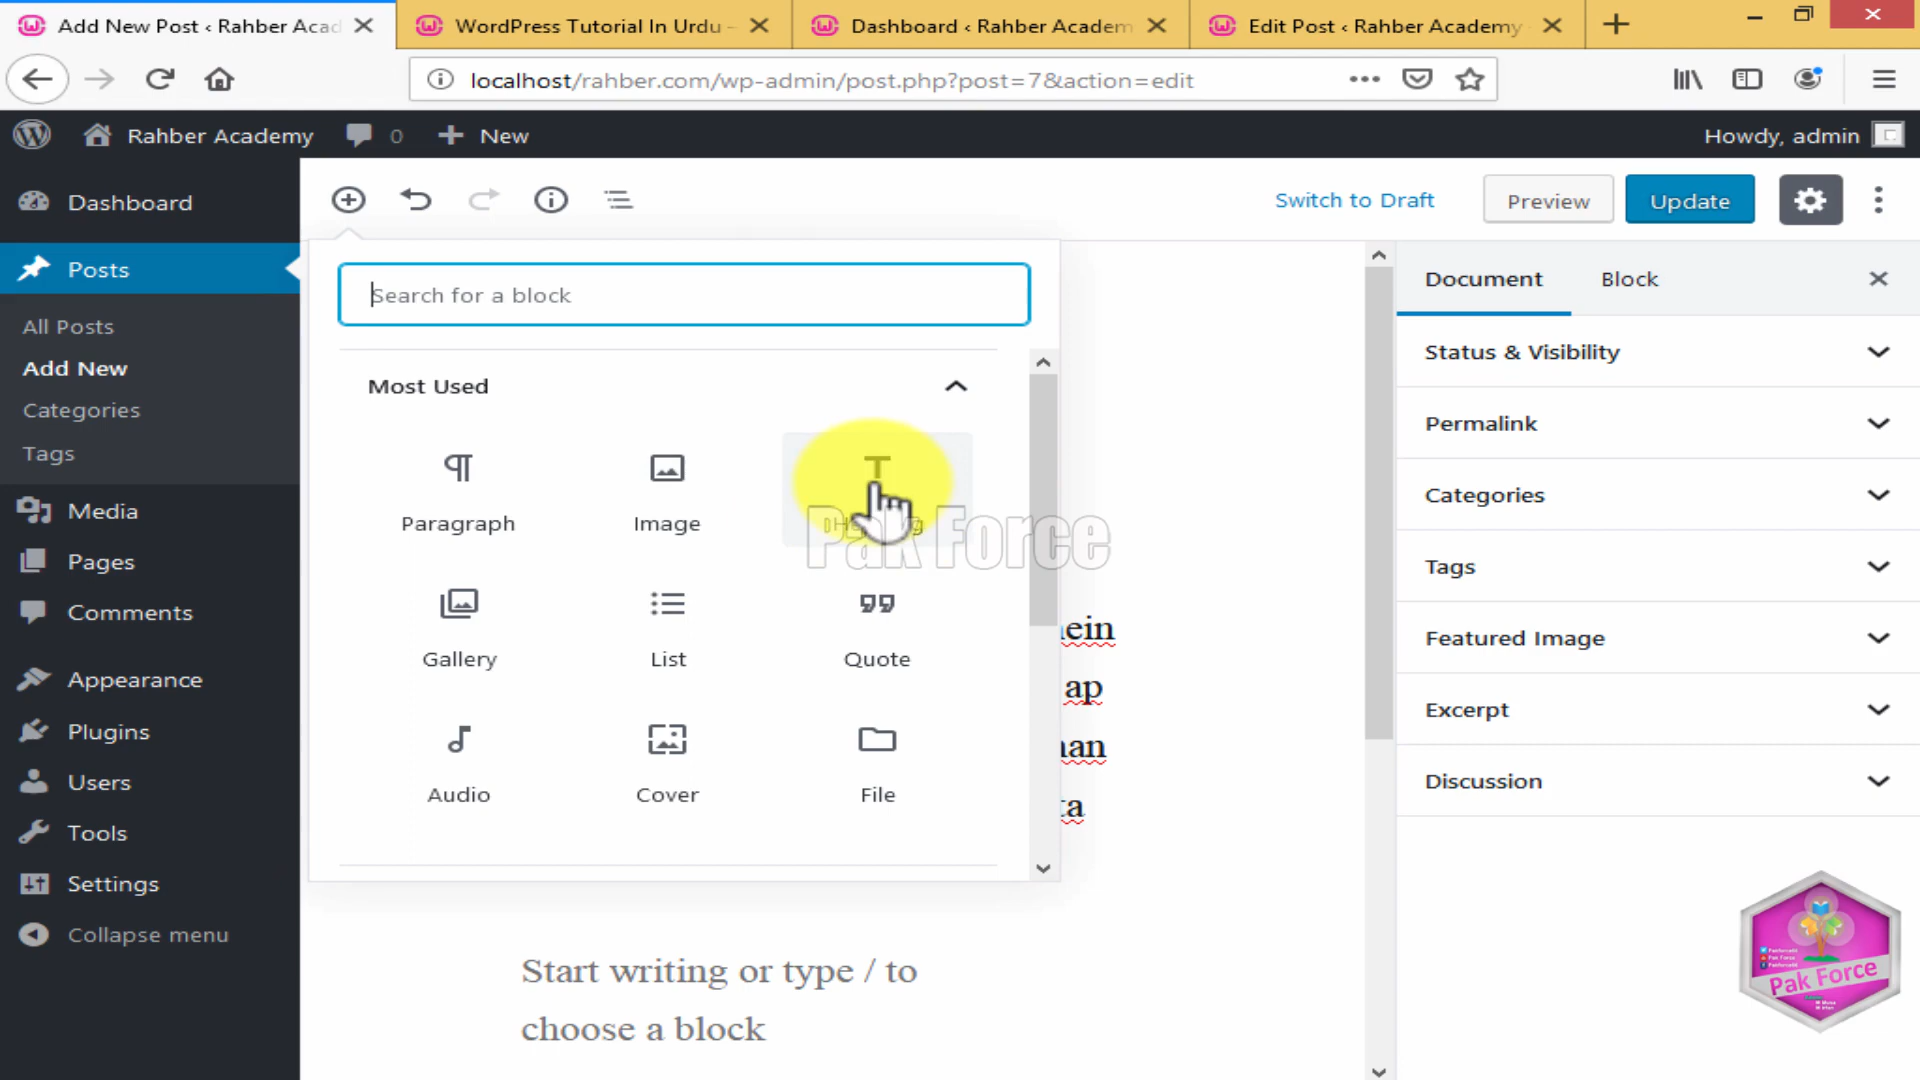 Add New Post ‹ Rahber Acad
WordPress Tutorial In Urdu –
Dashboard ‹ Rahber Academ
Edit Post ‹ Rahber Academy
localhost/rahber.com/wp-admin/post.php?post=7&action=edit
Rahber Academy
0
New
Howdy, admin
Dashboard
Posts
All Posts
Add New
Categories
Tags
Media
Pages
Comments
Appearance
Plugins
Users
Tools
Settings
Collapse menu
Switch to Draft
Preview
Update
Search for a block
Most Used
Paragraph
Image
Gallery
List
Quote
Audio
Cover
File
Pak Force
ein
ap
an
ta
Start writing or type / to
choose a block
Document
Block
Status & Visibility
Permalink
Categories
Tags
Featured Image
Excerpt
Discussion
Pak Force